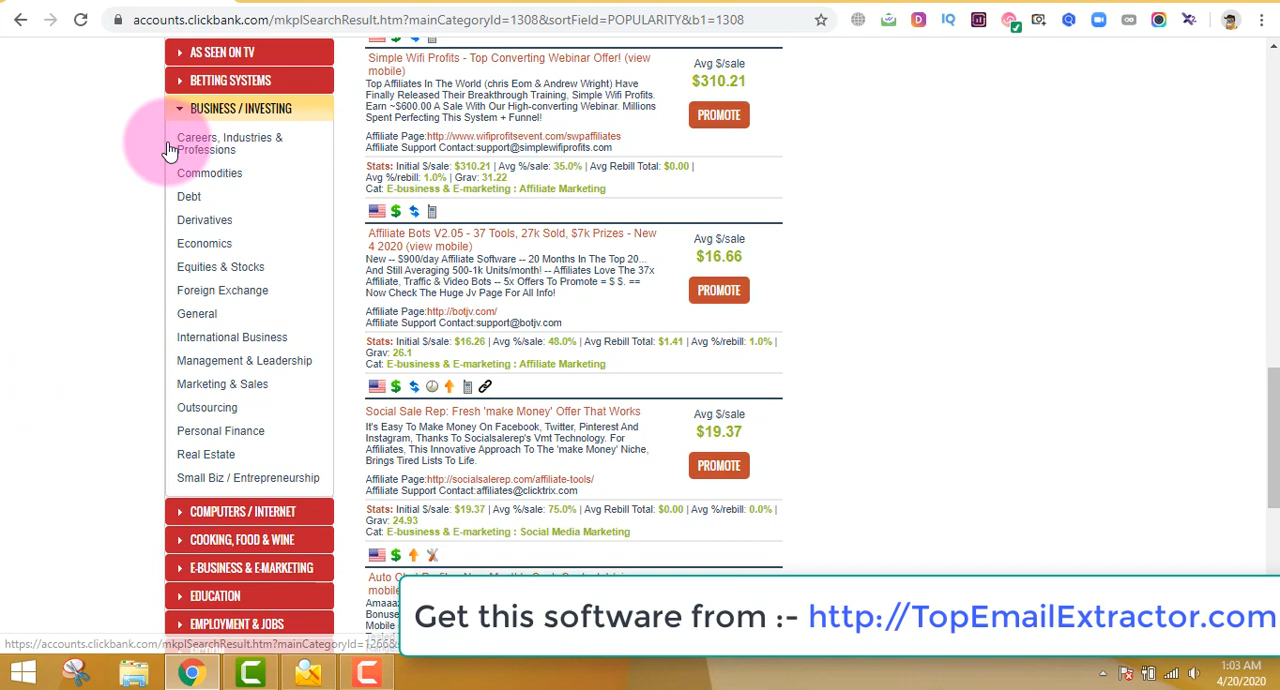 accounts.clickbank.com/mkplSearchResult.htm?mainCategoryId=1308&sortField=POPULARITY&b1=1308
AS SEEN ON TV
BETTING SYSTEMS
BUSINESS / INVESTING
Careers, Industries &
Professions
Commodities
Debt
Derivatives
Economics
Equities & Stocks
Foreign Exchange
General
International Business
Management & Leadership
Marketing & Sales
Outsourcing
Personal Finance
Real Estate
Small Biz / Entrepreneurship
COMPUTERS / INTERNET
COOKING, FOOD & WINE
E-BUSINESS & E-MARKETING
EDUCATION
EMPLOYMENT & JOBS
Simple Wifi Profits - Top Converting Webinar Offer! (view
mobile)
Top Affiliates In The World (chris Eom & Andrew Wright) Have
Finally Released Their Breakthrough Training, Simple Wifi Profits.
Earn ~$600.00 A Sale With Our High-converting Webinar. Millions
Spent Perfecting This System + Funnel!
Affiliate Page:http://www.wifiprofitsevent.com/swpaffiliates
Affiliate Support Contact:support@simplewifiprofits.com
Avg $/sale
$310.21
PROMOTE
Stats: Initial $/sale: $310.21 | Avg %/sale: 35.0% | Avg Rebill Total: $0.00 |
Avg %/rebill: 1.0% | Grav: 31.22
Cat: E-business & E-marketing : Affiliate Marketing
Affiliate Bots V2.05 - 37 Tools, 27k Sold, $7k Prizes - New
4 2020 (view mobile)
New -- $900/day Affiliate Software -- 20 Months In The Top 20...
And Still Averaging 500-1k Units/month! -- Affiliates Love The 37x
Affiliate, Traffic & Video Bots -- 5x Offers To Promote = $ $. ==
Now Check The Huge Jv Page For All Info!
Affiliate Page:http://botjv.com/
Affiliate Support Contact:support@botjv.com
Avg $/sale
$16.66
PROMOTE
Stats: Initial $/sale: $16.26 | Avg %/sale: 48.0% | Avg Rebill Total: $1.41 | Avg %/rebill: 1.0% |
Grav: 26.1
Cat: E-business & E-marketing : Affiliate Marketing
Social Sale Rep: Fresh 'make Money' Offer That Works
It's Easy To Make Money On Facebook, Twitter, Pinterest And
Instagram, Thanks To Socialsalerep's Vmt Technology. For
Affiliates, This Innovative Approach To The 'make Money' Niche,
Brings Tired Lists To Life.
Affiliate Page:http://socialsalerep.com/affiliate-tools/
Affiliate Support Contact:affiliates@clicktrix.com
Avg $/sale
$19.37
PROMOTE
Stats: Initial $/sale: $19.37 | Avg %/sale: 75.0% | Avg Rebill Total: $0.00 | Avg %/rebill: 0.0% |
Grav: 24.93
Cat: E-business & E-marketing : Social Media Marketing
Get this software from :- http://TopEmailExtractor.com
https://accounts.clickbank.com/mkplSearchResult.htm?mainCategoryId=1266&
1:03 AM
4/20/2020